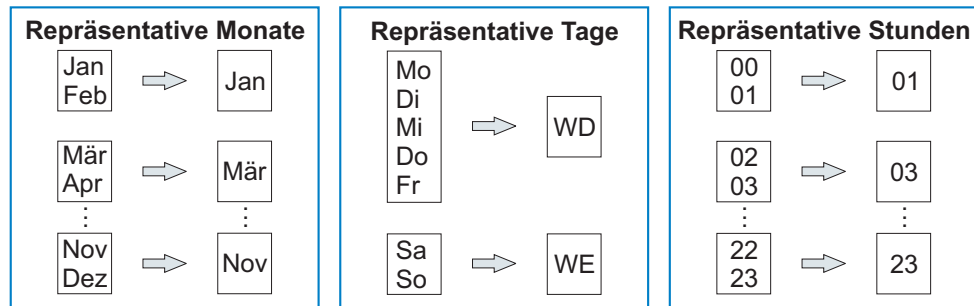 Repräsentative Monate
Jan
Feb
Jan
Mär
Apr
Mär
Nov
Dez
Nov
Repräsentative Tage
Mo
Di
Mi
Do
Fr
WD
Sa
So
WE
Repräsentative Stunden
00
01
01
02
03
03
22
23
23